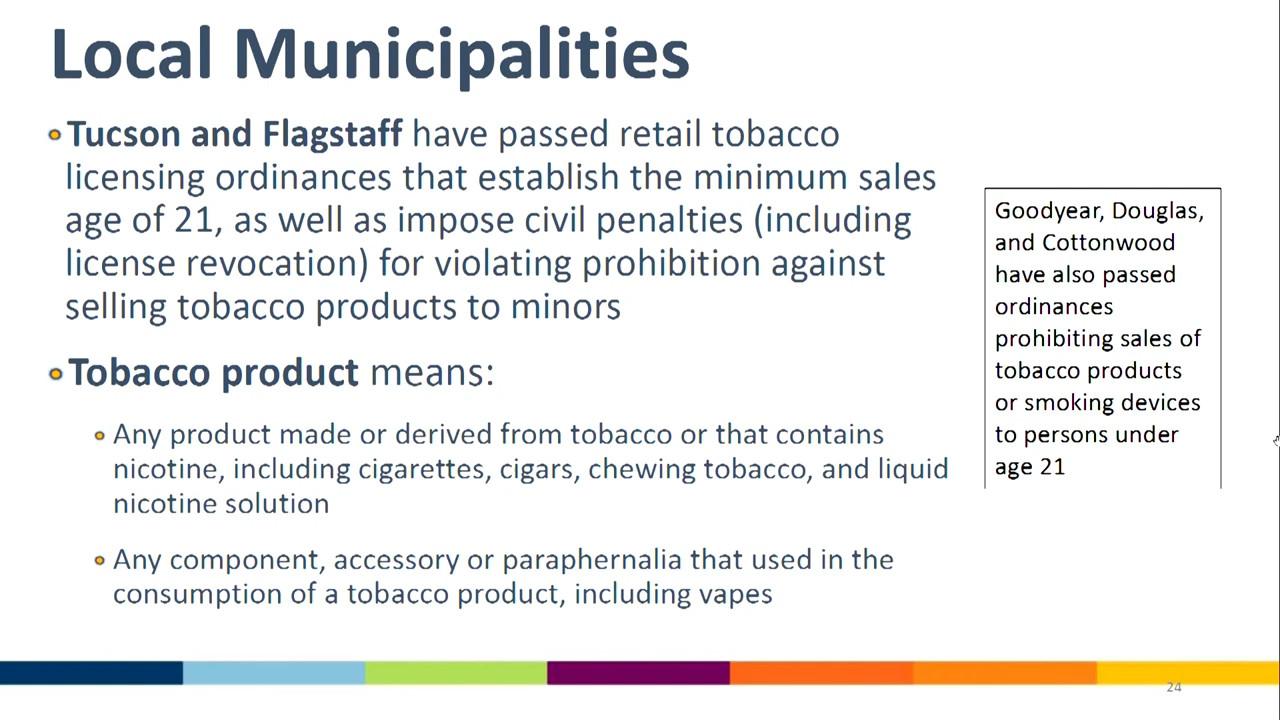 Local Municipalities
Tucson and Flagstaff have passed retail tobacco
licensing ordinances that establish the minimum sales
age of 21, as well as impose civil penalties (including
license revocation) for violating prohibition against
selling tobacco products to minors
Tobacco product means:
Any product made or derived from tobacco or that contains
nicotine, including cigarettes, cigars, chewing tobacco, and liquid
nicotine solution
Any component, accessory or paraphernalia that used in the
consumption of a tobacco product, including vapes
Goodyear, Douglas,
and Cottonwood
have also passed
ordinances
prohibiting sales of
tobacco products
or smoking devices
to persons under
age 21
24